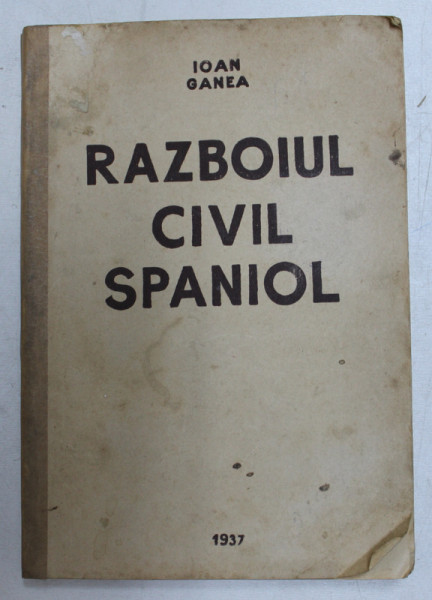 IOAN
GANEA
RAZBOIUL
CIVIL
SPANIOL
1937